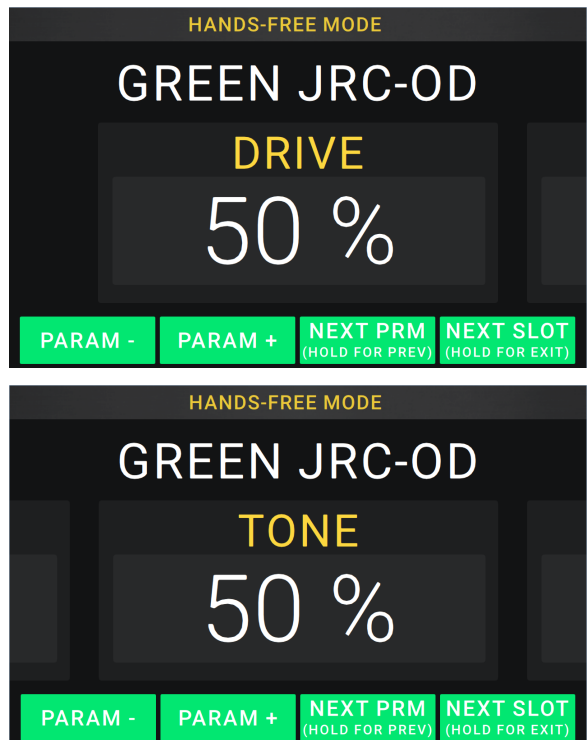 HANDS-FREE MODE
GREEN JRC-OD
DRIVE
50 %
PARAM -
PARAM +
NEXT PRM
(HOLD FOR PREV)
NEXT SLOT
(HOLD FOR EXIT)
HANDS-FREE MODE
GREEN JRC-OD
TONE
50 %
PARAM -
PARAM +
NEXT PRM
(HOLD FOR PREV)
NEXT SLOT
(HOLD FOR EXIT)